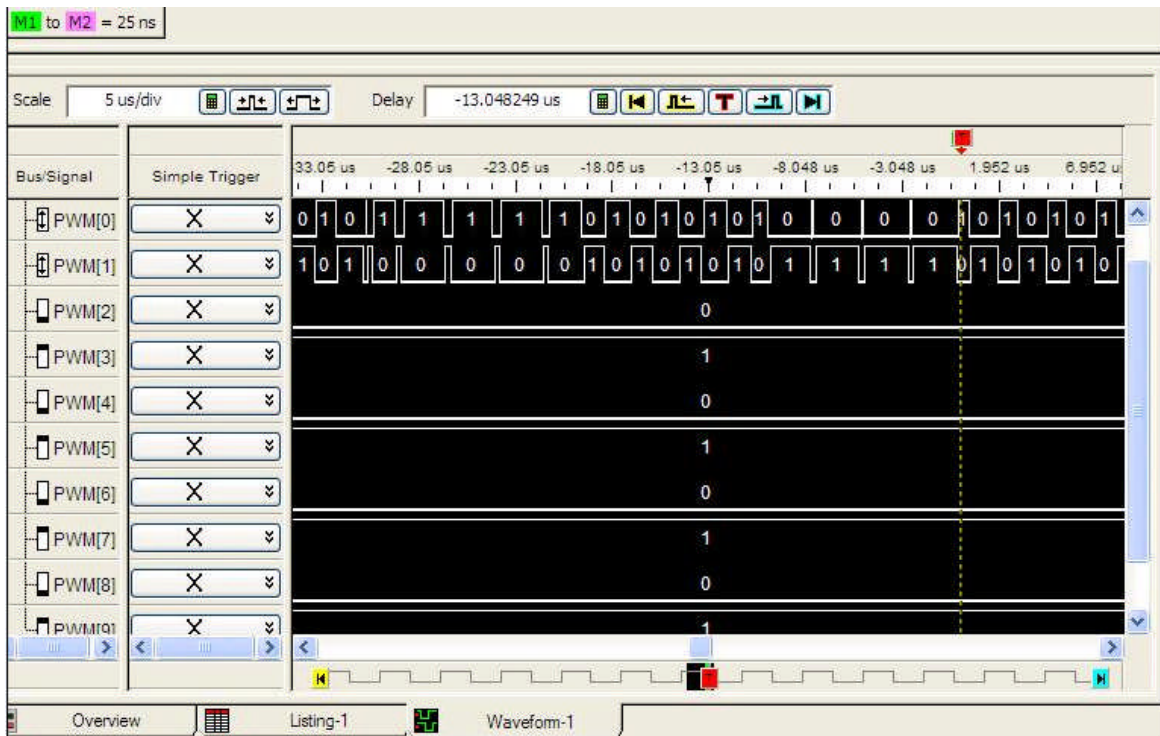 M1 to M2 = 25 ns
Scale 5 us/div Delay -13.048249 us
Bus/Signal Simple Trigger
-33.05 us -28.05 us -23.05 us -18.05 us -13.05 us -8.048 us -3.048 us 1.952 us 6.952 u
PWM[0] X 0 1 0 1 1 1 1 1 0 1 0 1 0 1 0 1 0 0 0 0 1 0 1 0 1 0 1
PWM[1] X 1 0 1 0 0 0 0 0 1 0 1 0 1 0 1 0 1 1 1 1 0 1 0 1 0 1 0
PWM[2] X 0
PWM[3] X 1
PWM[4] X 0
PWM[5] X 1
PWM[6] X 0
PWM[7] X 1
PWM[8] X 0
PWM[9] X 1
Overview Listing-1 Waveform-1